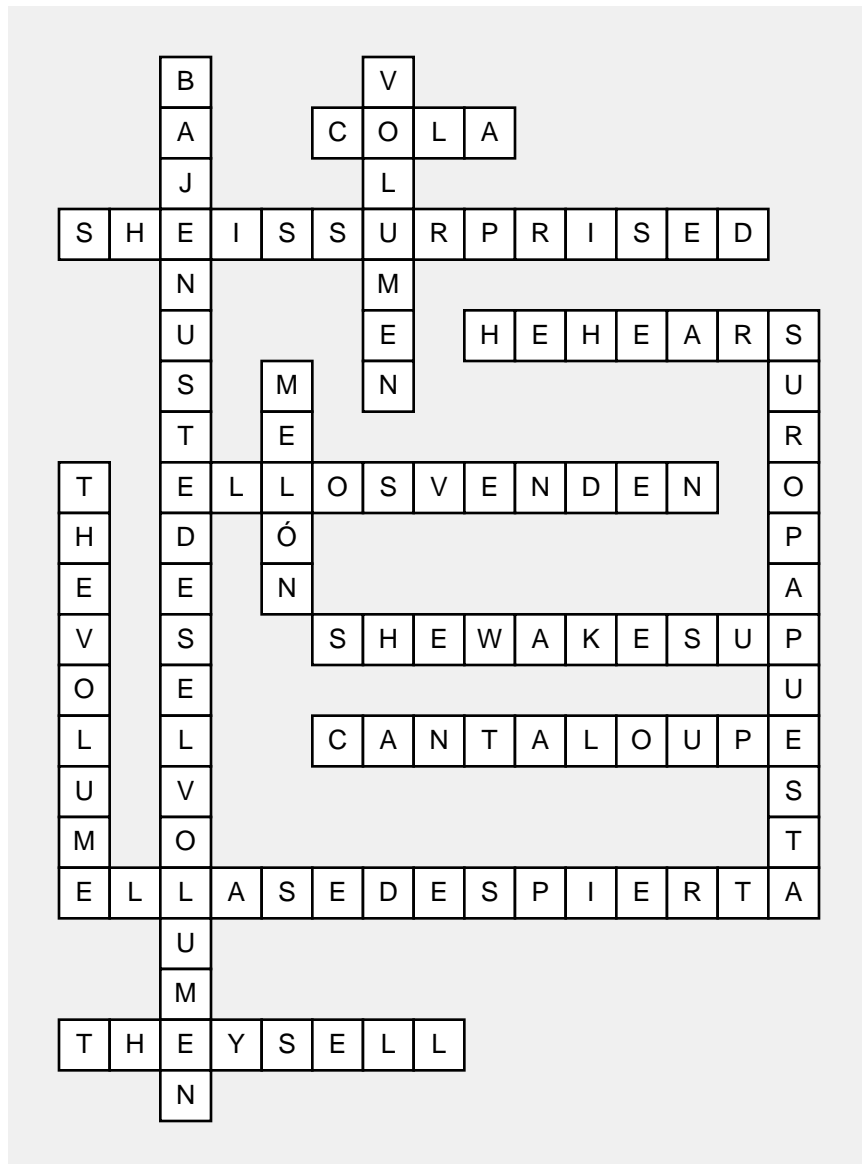 BAJENUSTEDESELVOLUMEN
VOLUMEN
COLA
SHEISSURPRISED
HEHEARS
SUROPAPUESTA
MELÓN
THEVOLUME
ELLOSVENDEN
SHEWAKESUP
CANTALOUPE
ELLASEDESPIERTA
THEYSELL